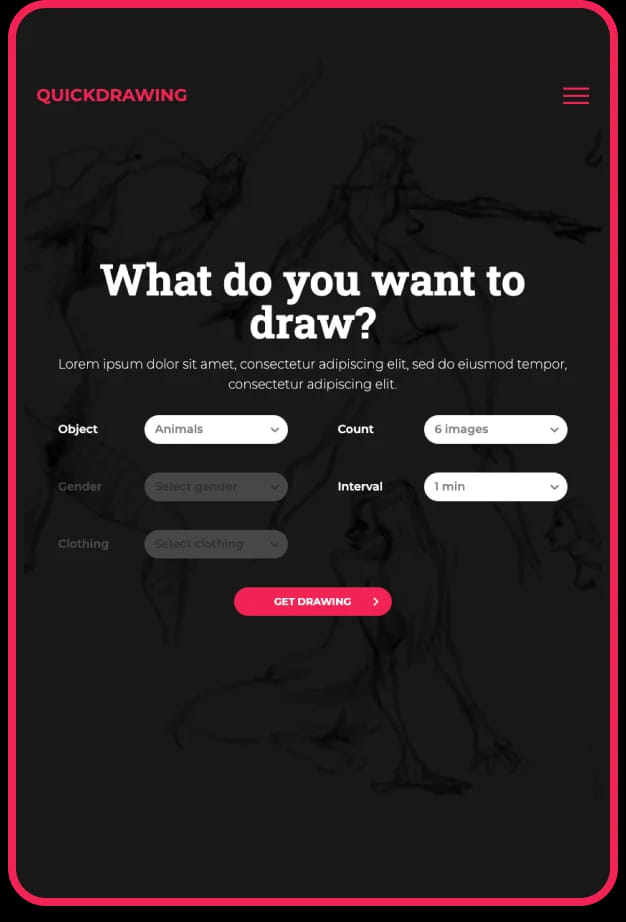 QUICKDRAWING
What do you want to
draw?
Lorem ipsum dolor sit amet, consectetur adipiscing elit, sed do eiusmod tempor,
consectetur adipiscing elit.
Object Animals Count 6 images
Gender Select gender Interval 1 min
Clothing Select clothing
GET DRAWING